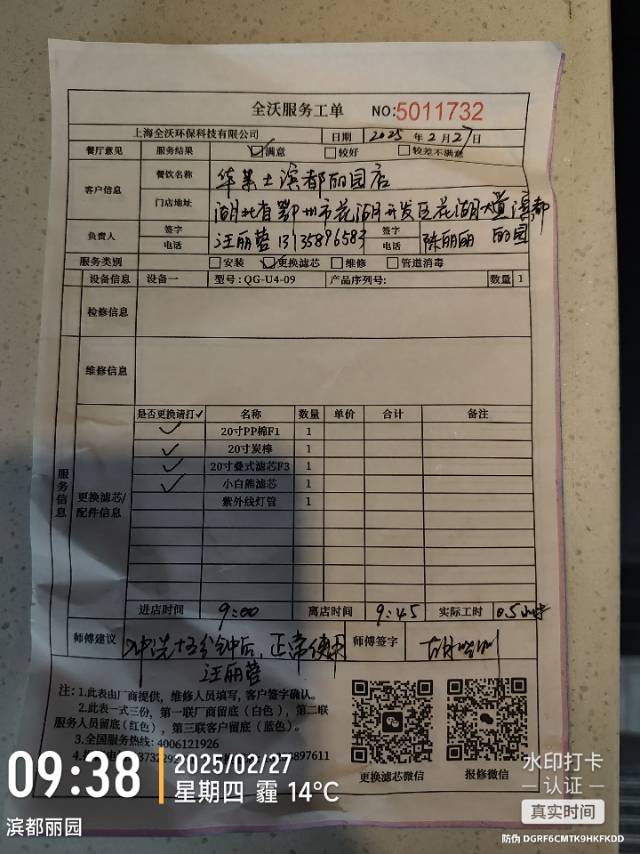 全沃服务工单 NO:5011732
上海全沃环保科技有限公司 日期 2025 年 2 月 27 日
餐厅意见 服务结果 满意 较好 较差不满意
客户信息 餐饮名称 华莱士滨都丽园店
门店地址 湖北省鄂州市花湖开发区花湖大道滨都
丽园
负责人 签字 汪丽蓉 签字 陈丽丽
电话 13135896583 电话
服务类别 安装 更换滤芯 维修 管道消毒
设备信息 设备一 型号:QG-U4-09 产品序列号: 数量 1
检修信息
维修信息
服务信息
更换滤芯/配件信息
是否更换请打✓ 名称 数量 单价 合计 备注
✓ 20寸PP棉F1 1
✓ 20寸炭棒 1
✓ 20寸叠式滤芯F3 1
✓ 小白熊滤芯 1
紫外线灯管 1
进店时间 9:00 离店时间 9:45 实际工时 0.5小时
师傅建议 冲洗十五分钟后,正常使用 师傅签字
汪丽蓉
注:1.此表由厂商提供,维修人员填写,客户签字确认。
2.此表一式三份,第一联厂商留底(白色),第二联
服务人员留底(红色),第三联客户留底(蓝色)。
3.全国服务热线:4006121926
更换滤芯微信 报修微信
09:38
2025/02/27
星期四 霾 14°C
滨都丽园
水印打卡
认证
真实时间
防伪 DGRF6CMTK9HKFKDD